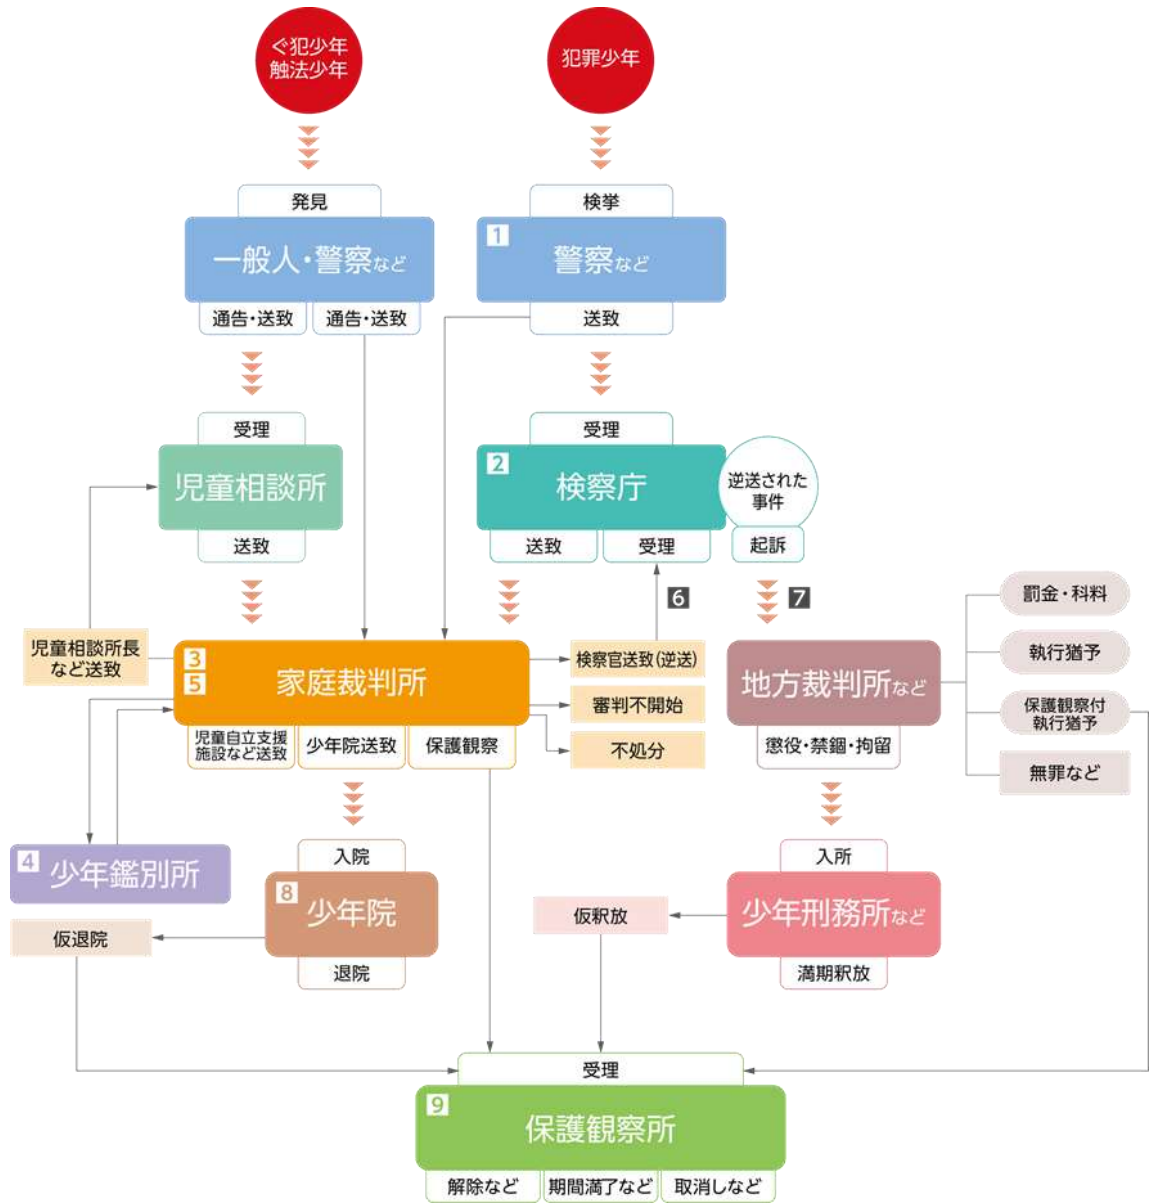 ぐ犯少年
触法少年
犯罪少年
発見
検挙
一般人・警察など
1
警察など
通告・送致
通告・送致
送致
受理
受理
児童相談所
2
検察庁
逆送された
事件
送致
送致
受理
起訴
6
7
罰金・科料
児童相談所長
など送致
3
5
家庭裁判所
検察官送致(逆送)
審判不開始
不処分
地方裁判所など
執行猶予
保護観察付
執行猶予
無罪など
児童自立支援
施設など送致
少年院送致
保護観察
懲役・禁錮・拘留
4
少年鑑別所
入院
8
少年院
退院
仮退院
入所
少年刑務所など
満期釈放
仮釈放
受理
9
保護観察所
解除など
期間満了など
取消しなど